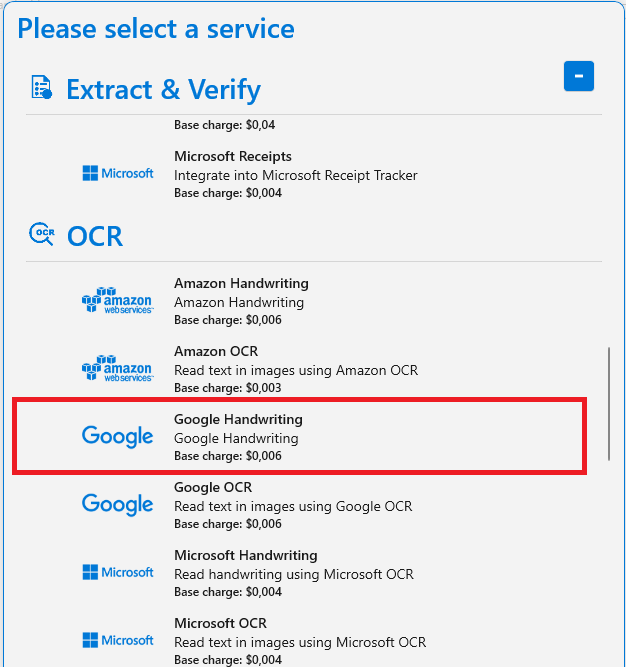 Please select a service
Extract & Verify
-
Base charge: $0,04
Microsoft
Microsoft Receipts
Integrate into Microsoft Receipt Tracker
Base charge: $0,004
OCR
OCR
amazon
webservices™
Amazon Handwriting
Amazon Handwriting
Base charge: $0,006
amazon
webservices™
Amazon OCR
Read text in images using Amazon OCR
Base charge: $0,003
Google
Google Handwriting
Google Handwriting
Base charge: $0,006
Google
Google OCR
Read text in images using Google OCR
Base charge: $0,006
Microsoft
Microsoft Handwriting
Read handwriting using Microsoft OCR
Base charge: $0,004
Microsoft
Microsoft OCR
Read text in images using Microsoft OCR
Base charge: $0,004